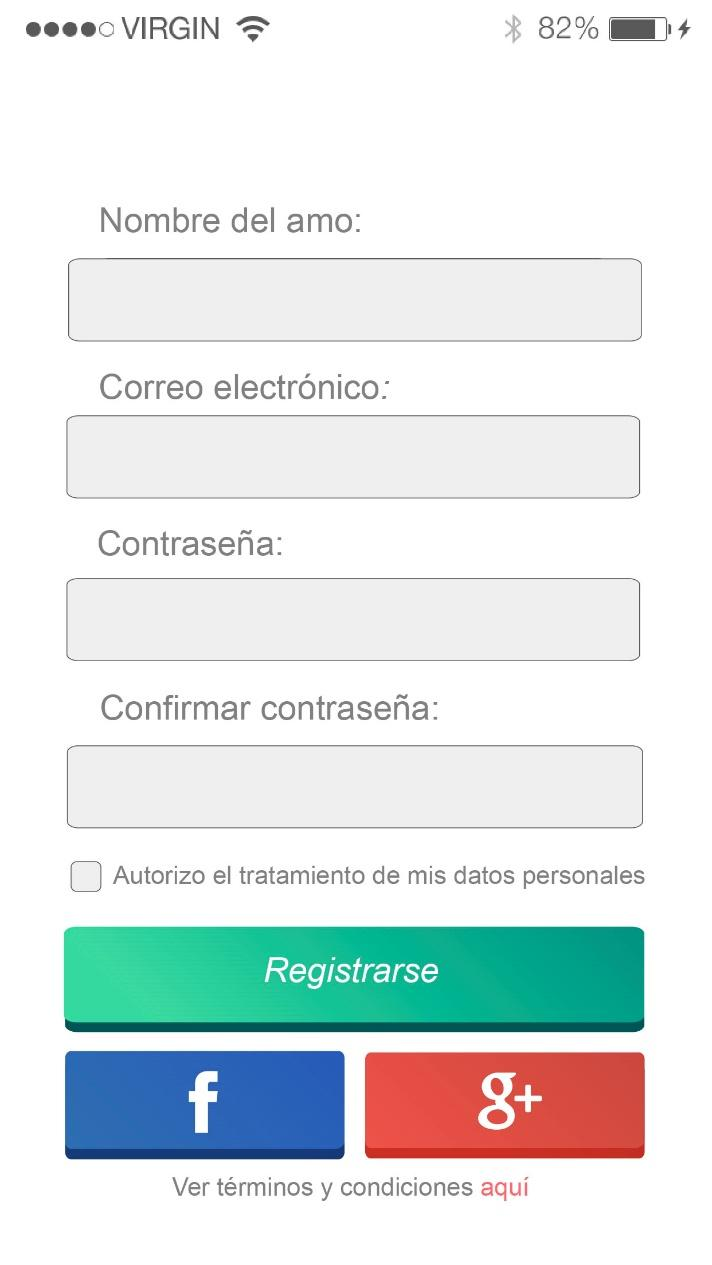 VIRGIN 82%
Nombre del amo:
Correo electrónico:
Contraseña:
Confirmar contraseña:
Autorizo el tratamiento de mis datos personales
Registrarse
f g+
Ver términos y condiciones aquí